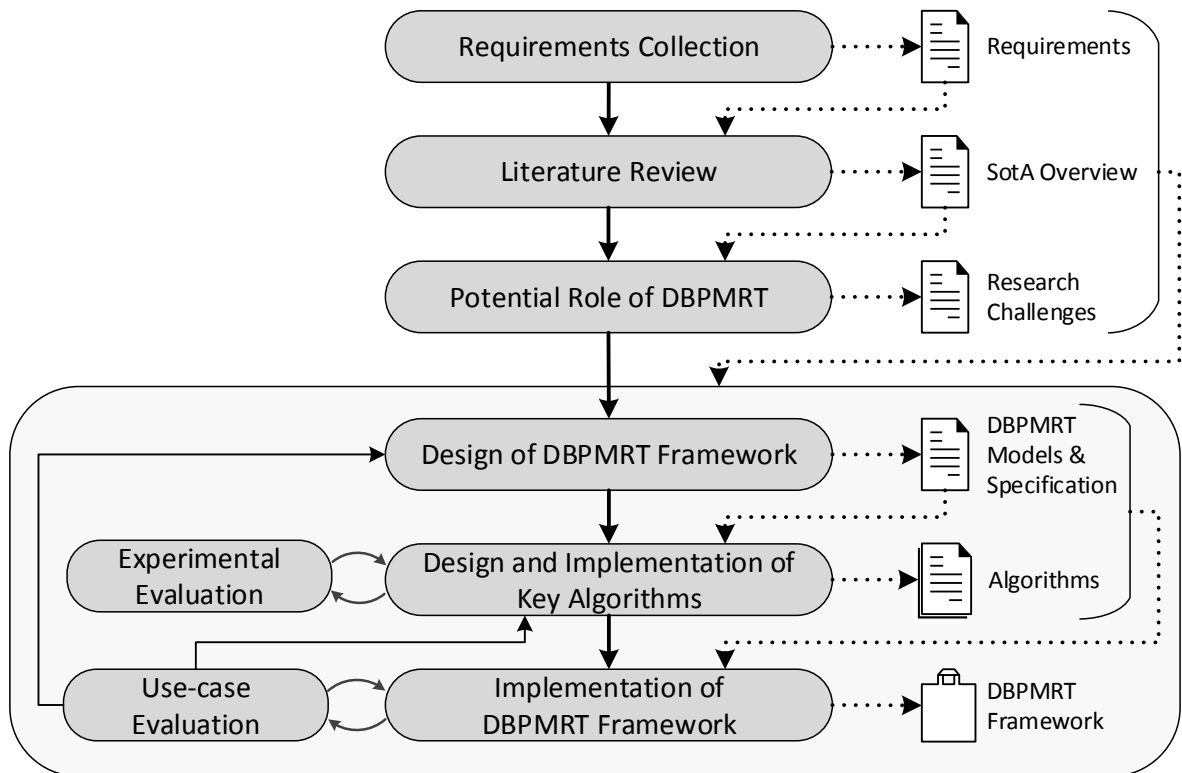 Requirements Collection
Requirements
Literature Review
SotA Overview
Potential Role of DBPMRT
Research
Challenges
Design of DBPMRT Framework
DBPMRT
Models &
Specification
Experimental
Evaluation
Design and Implementation of
Key Algorithms
Algorithms
Use-case
Evaluation
Implementation of
DBPMRT Framework
DBPMRT
Framework